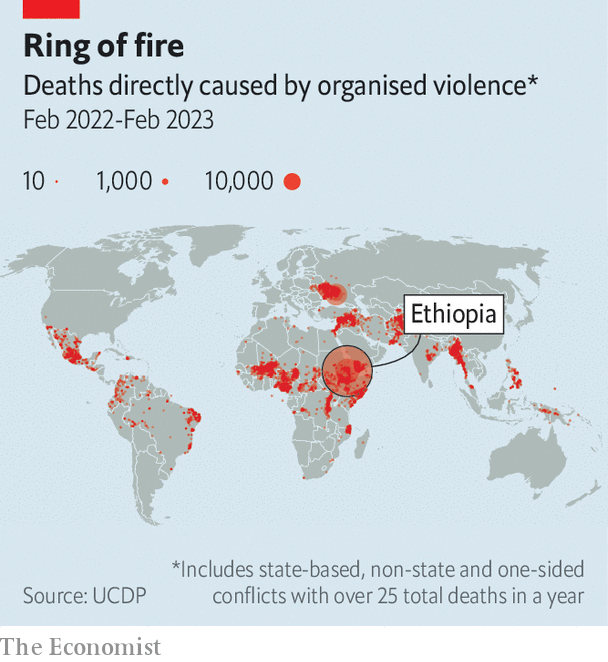 Ring of fire
Deaths directly caused by organised violence*
Feb 2022-Feb 2023
10 1,000 10,000
Ethiopia
*Includes state-based, non-state and one-sided
Source: UCDP conflicts with over 25 total deaths in a year
The Economist